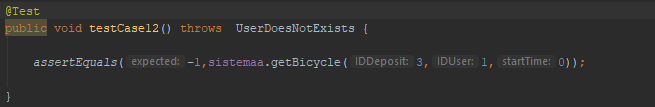 @Test
public void testCase12() throws  UserDoesNotExists {
assertEquals( expected: -1,sistemaa.getBicycle( IDDeposit: 3, IDUser: 1, startTime: 0));
}